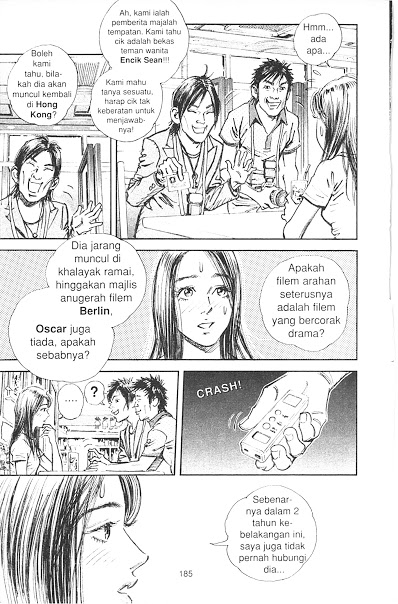 Hmm...
ada
apa...
Ah, kami ialah
pemberita majalah
tempatan. Kami tahu
cik adalah bekas
teman wanita
Encik Sean!!!
Kami mahu
tanya sesuatu,
harap cik tak
keberatan untuk
menjawab-
nya!
Boleh
kami
tahu, bila-
kah dia akan
muncul kembali
di Hong
Kong?
Apakah
filem arahan
seterusnya
adalah filem
yang bercorak
drama?
Dia jarang
muncul di
khalayak ramai,
hinggakan majlis
anugerah filem
Berlin,
Oscar juga
tiada, apakah
sebabnya?
CRASH!
?
....
Sebenar-
nya dalam 2
tahun ke-
belakangan ini,
saya juga tidak
pernah hubungi
dia...
185